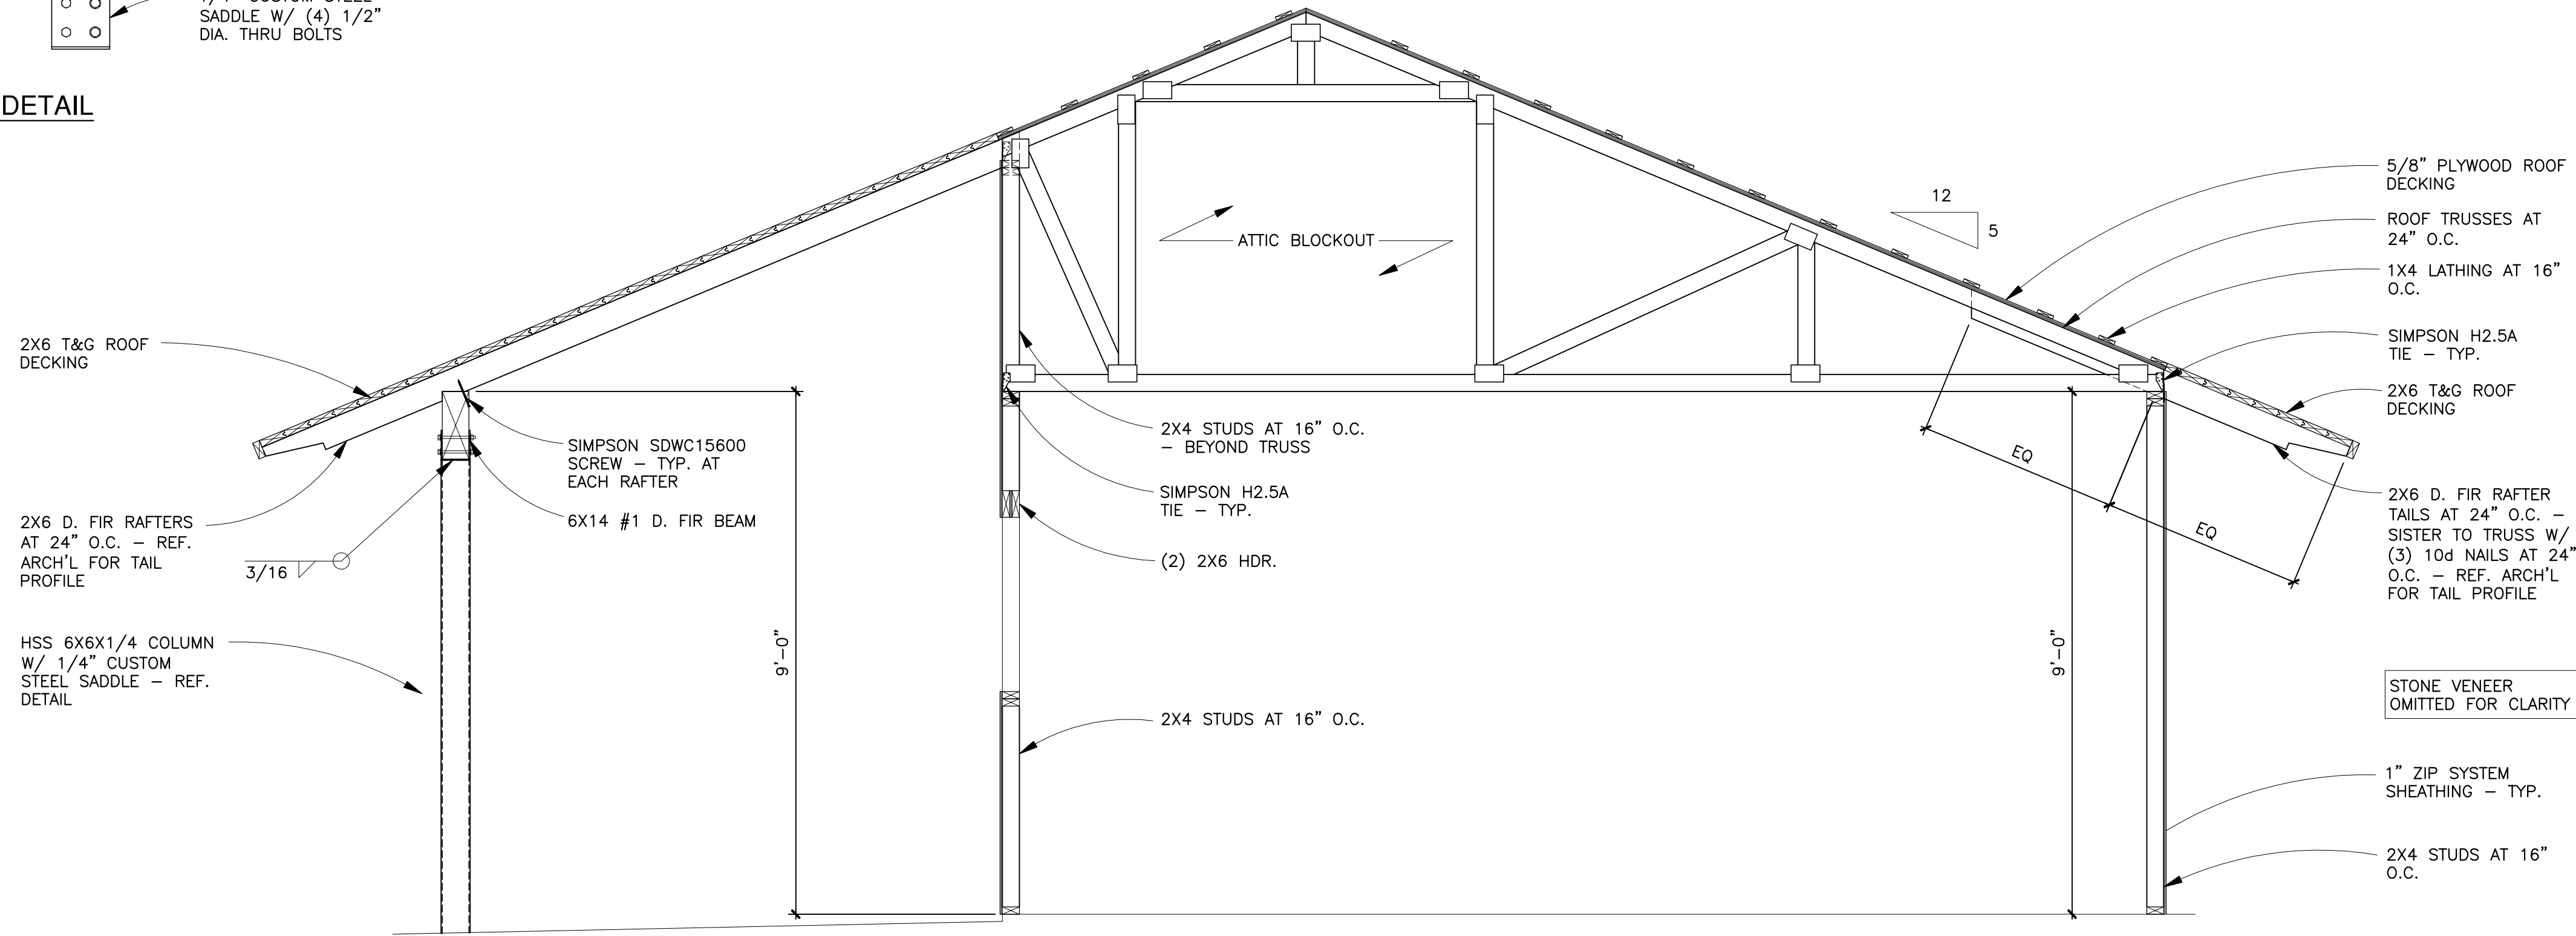 SADDLE W/ (4) 1/2"
DIA. THRU BOLTS
DETAIL
2X6 T&G ROOF
DECKING
2X6 D. FIR RAFTERS
AT 24" O.C. – REF.
ARCH'L FOR TAIL
PROFILE
3/16
HSS 6X6X1/4 COLUMN
W/ 1/4" CUSTOM
STEEL SADDLE – REF.
DETAIL
SIMPSON SDWC15600
SCREW – TYP. AT
EACH RAFTER
6X14 #1 D. FIR BEAM
9'-0"
ATTIC BLOCKOUT
2X4 STUDS AT 16" O.C.
– BEYOND TRUSS
SIMPSON H2.5A
TIE – TYP.
(2) 2X6 HDR.
2X4 STUDS AT 16" O.C.
12
5
EQ
EQ
9'-0"
5/8" PLYWOOD ROOF
DECKING
ROOF TRUSSES AT
24" O.C.
1X4 LATHING AT 16"
O.C.
SIMPSON H2.5A
TIE – TYP.
2X6 T&G ROOF
DECKING
2X6 D. FIR RAFTER
TAILS AT 24" O.C. –
SISTER TO TRUSS W/
(3) 10d NAILS AT 24"
O.C. – REF. ARCH'L
FOR TAIL PROFILE
STONE VENEER
OMITTED FOR CLARITY
1" ZIP SYSTEM
SHEATHING – TYP.
2X4 STUDS AT 16"
O.C.